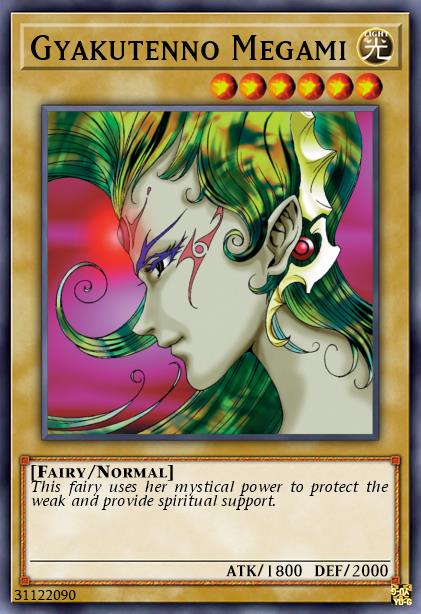 Gyakutenno Megami
LIGHT
光
[Fairy/Normal]
This fairy uses her mystical power to protect the
weak and provide spiritual support.
ATK/1800 DEF/2000
31122090